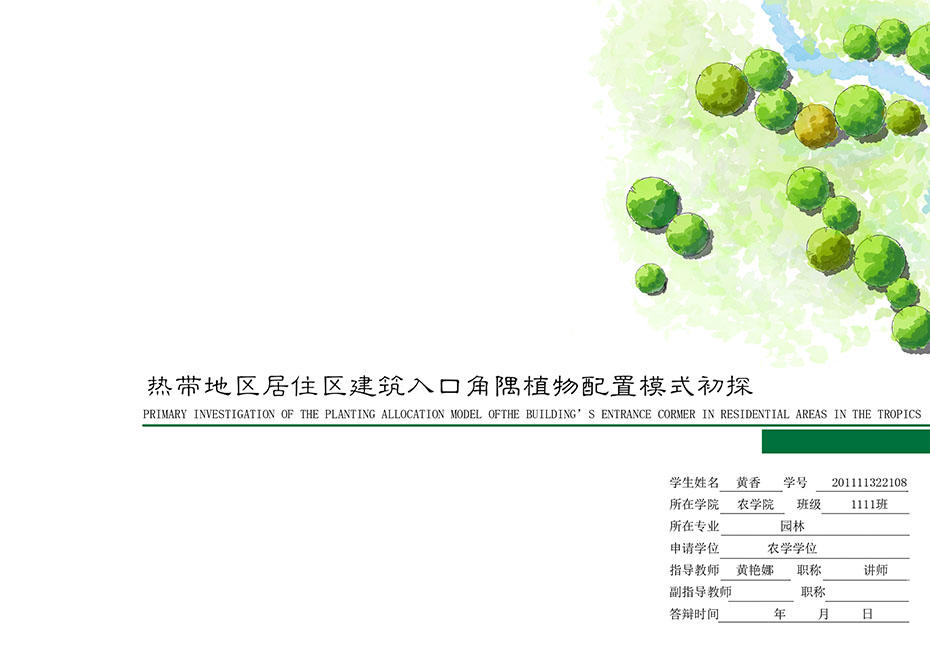 热带地区居住区建筑入口角隅植物配置模式初探
PRIMARY INVESTIGATION OF THE PLANTING ALLOCATION MODEL OFTHE BUILDING’S ENTRANCE CORMER IN RESIDENTIAL AREAS IN THE TROPICS
学生姓名 黄香 学号 201111322108
所在学院 农学院 班级 1111班
所在专业 园林
申请学位 农学学位
指导教师 黄艳娜 职称 讲师
副指导教师 职称
答辩时间 年 月 日